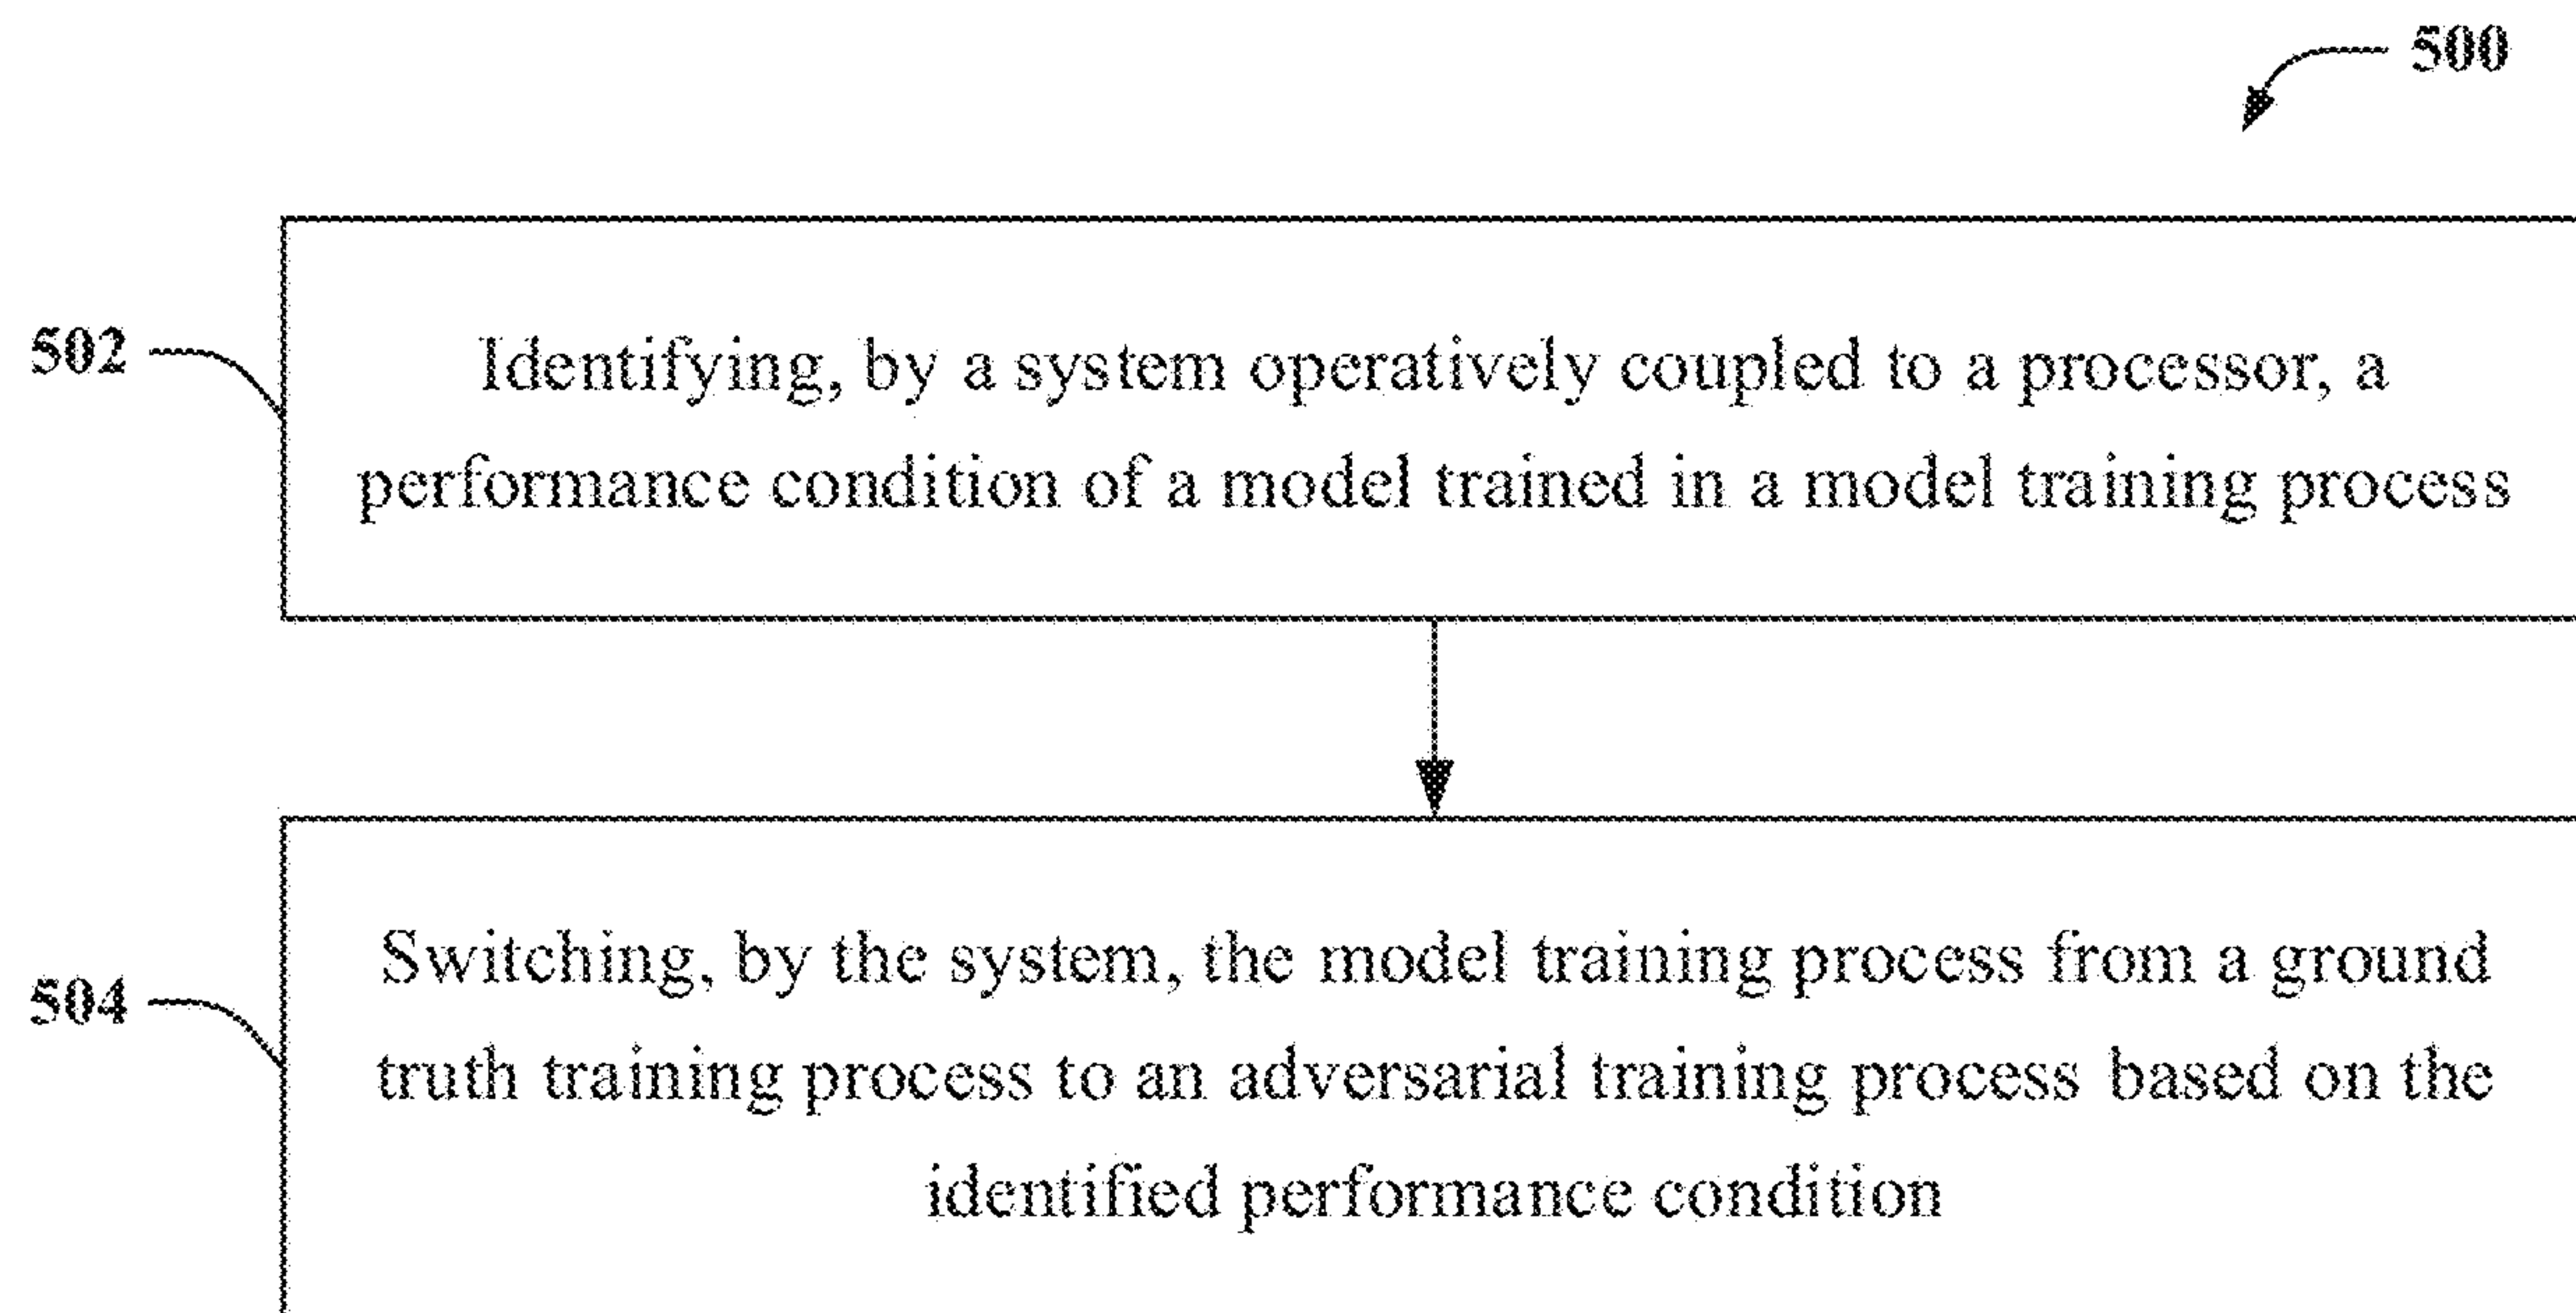 500
502
Identifying, by a system operatively coupled to a processor, a
performance condition of a model trained in a model training process
504
Switching, by the system, the model training process from a ground
truth training process to an adversarial training process based on the
identified performance condition